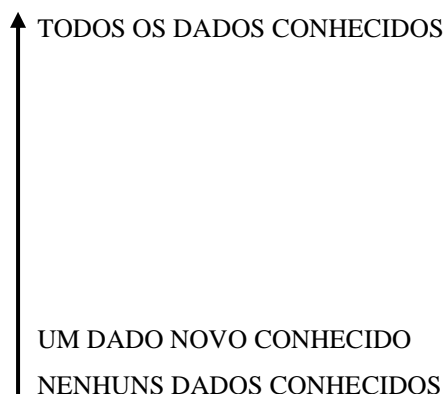 TODOS OS DADOS CONHECIDOS
UM DADO NOVO CONHECIDO
NENHUNS DADOS CONHECIDOS